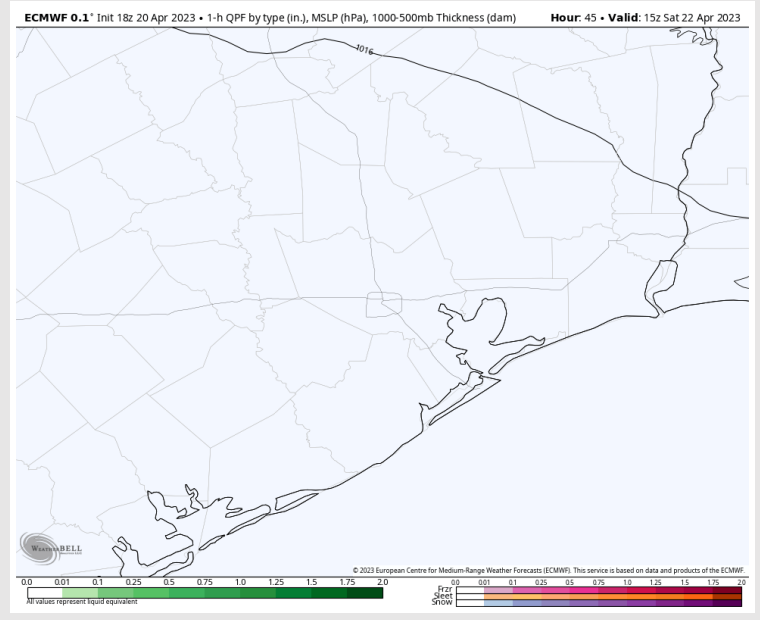 ECMWF 0.1° Init 18z 20 Apr 2023 • 1-h QPF by type (in.), MSLP (hPa), 1000-500mb Thickness (dam) Hour: 45 • Valid: 15z Sat 22 Apr 2023
1016
WEATHERBELL
© 2023 European Centre for Medium-Range Weather Forecasts (ECMWF). This service is based on data and products of the ECMWF.
0.0 0.01 0.1 0.25 0.5 0.75 1.0 1.25 1.5 1.75 2.0
All values represent liquid equivalent
0.0 0.01 0.1 0.25 0.5 0.75 1.0 1.25 1.5 1.75 2.0
Frzr
Sleet
Snow